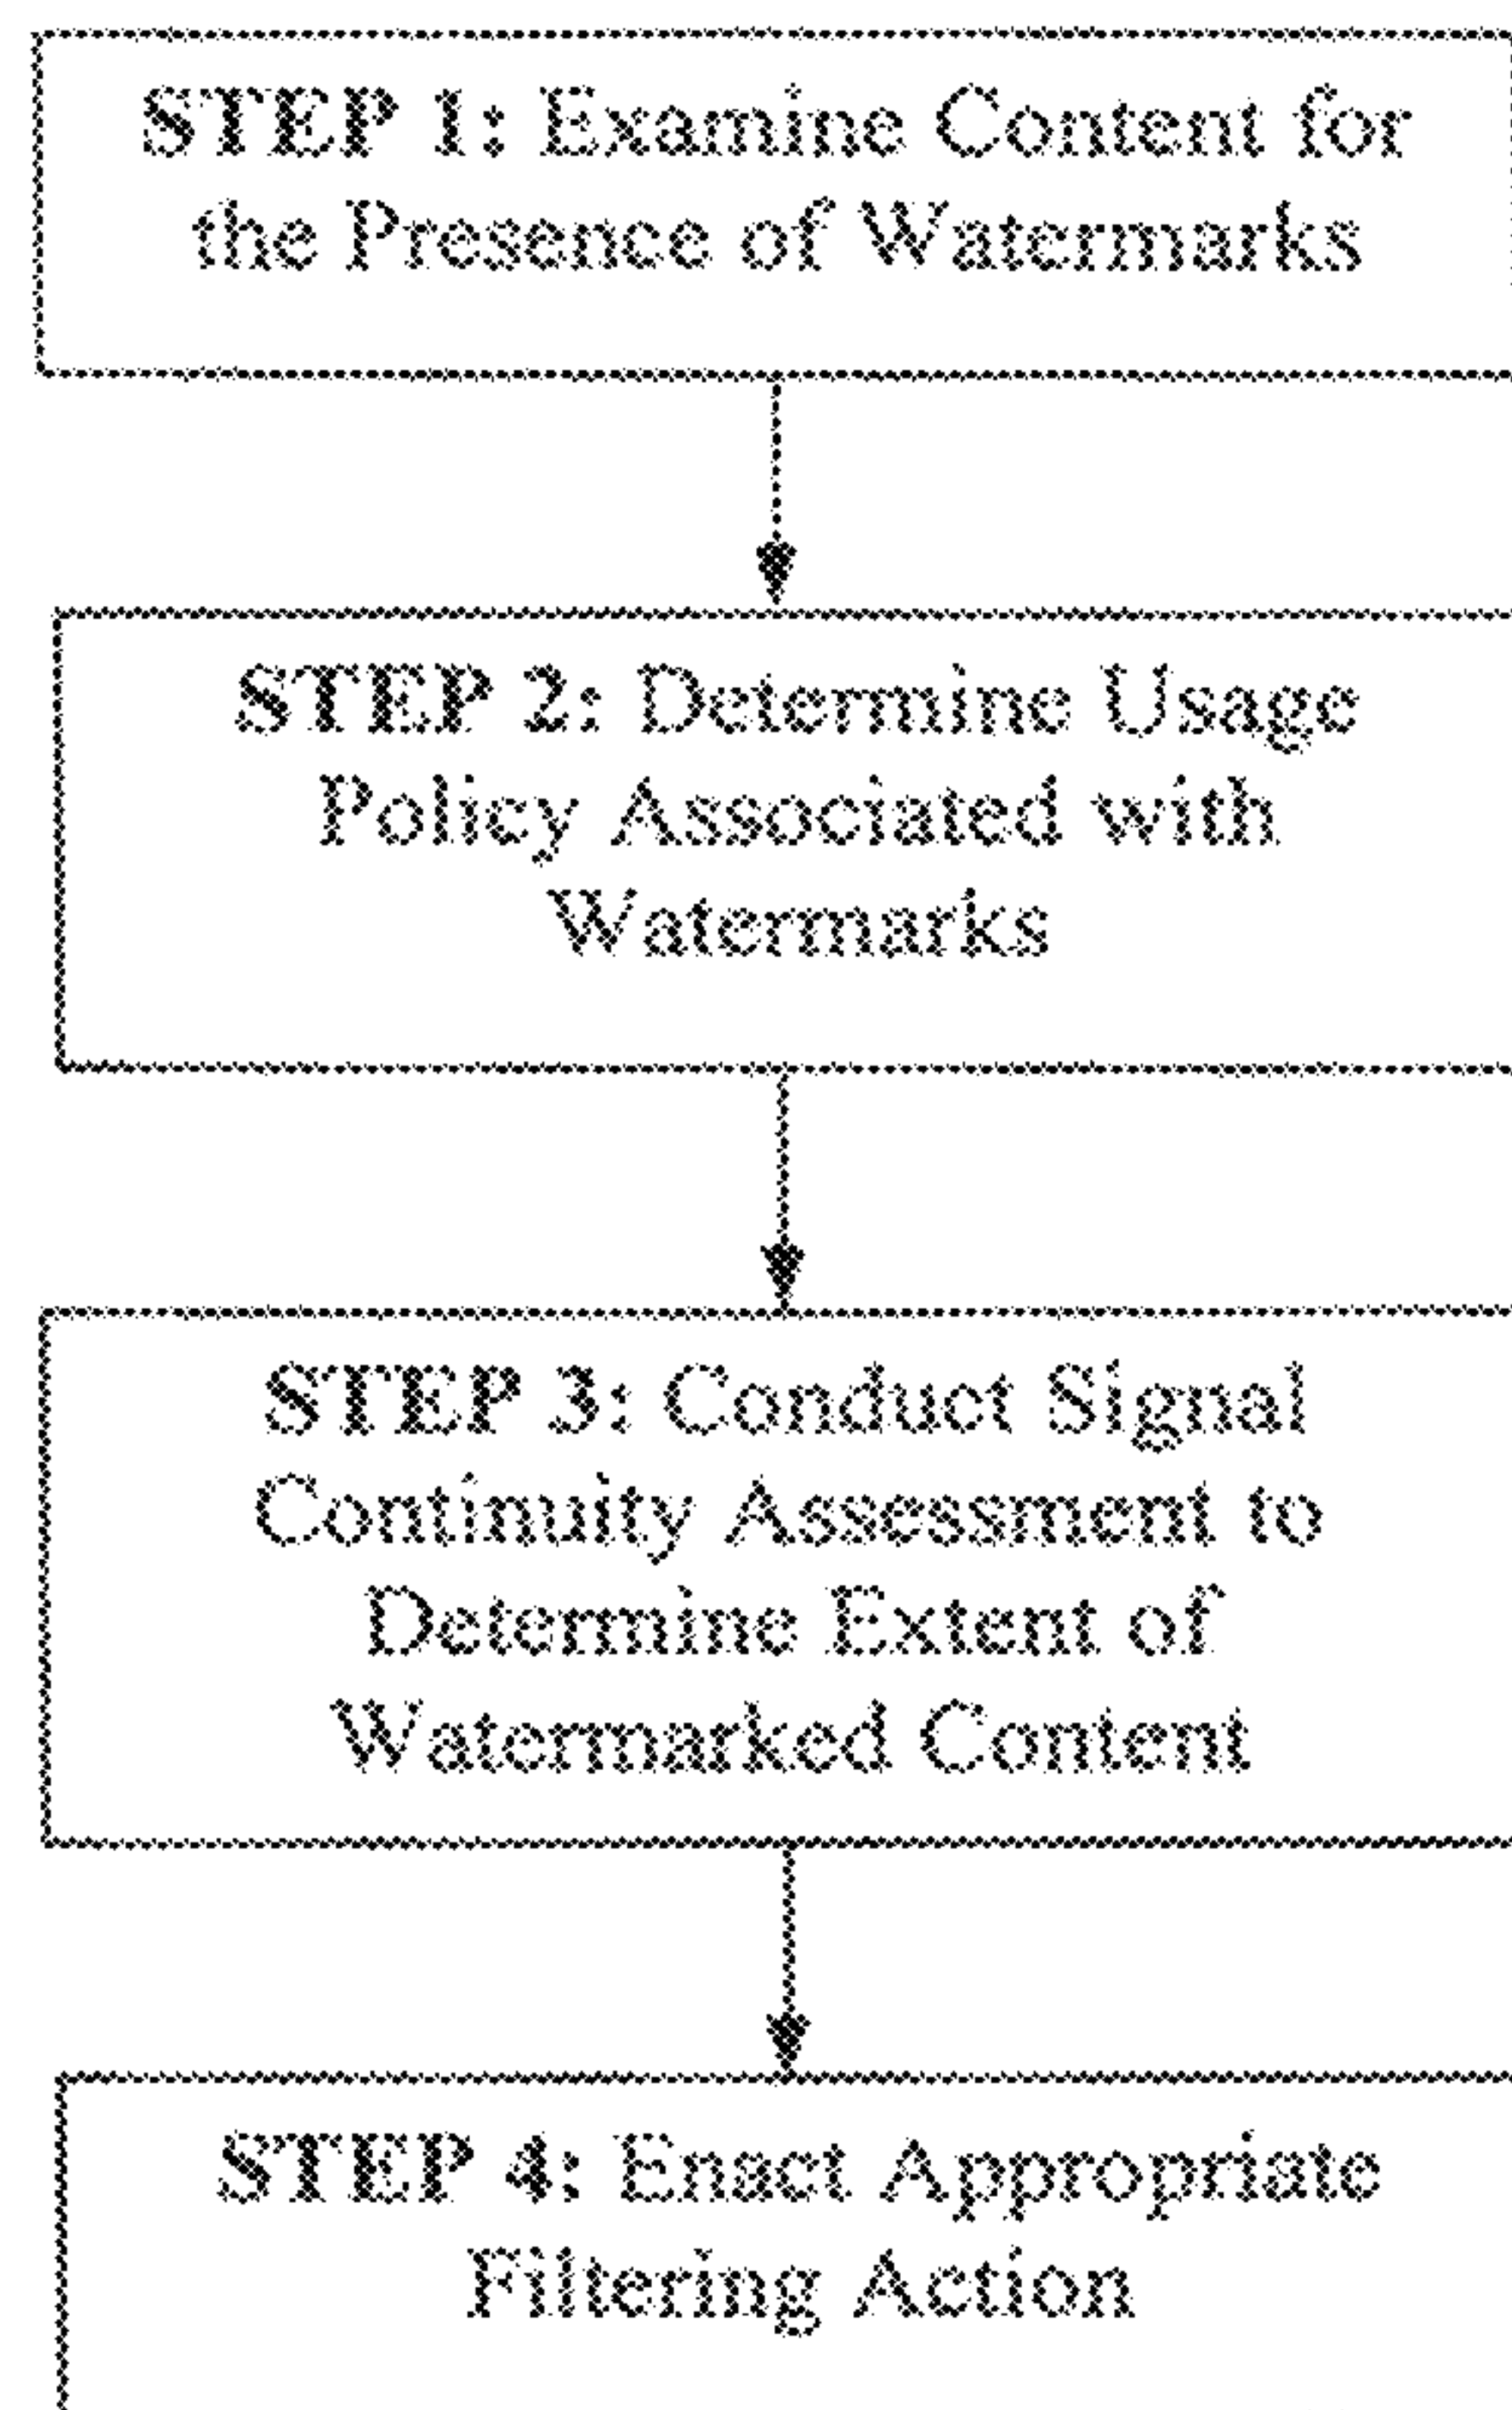 STEP 1: Examine Content for
the Presence of Watermarks
STEP 2: Determine Usage
Policy Associated with
Watermarks
STEP 3: Conduct Signal
Continuity Assessment to
Determine Extent of
Watermarked Content
STEP 4: Enact Appropriate
Filtering Action